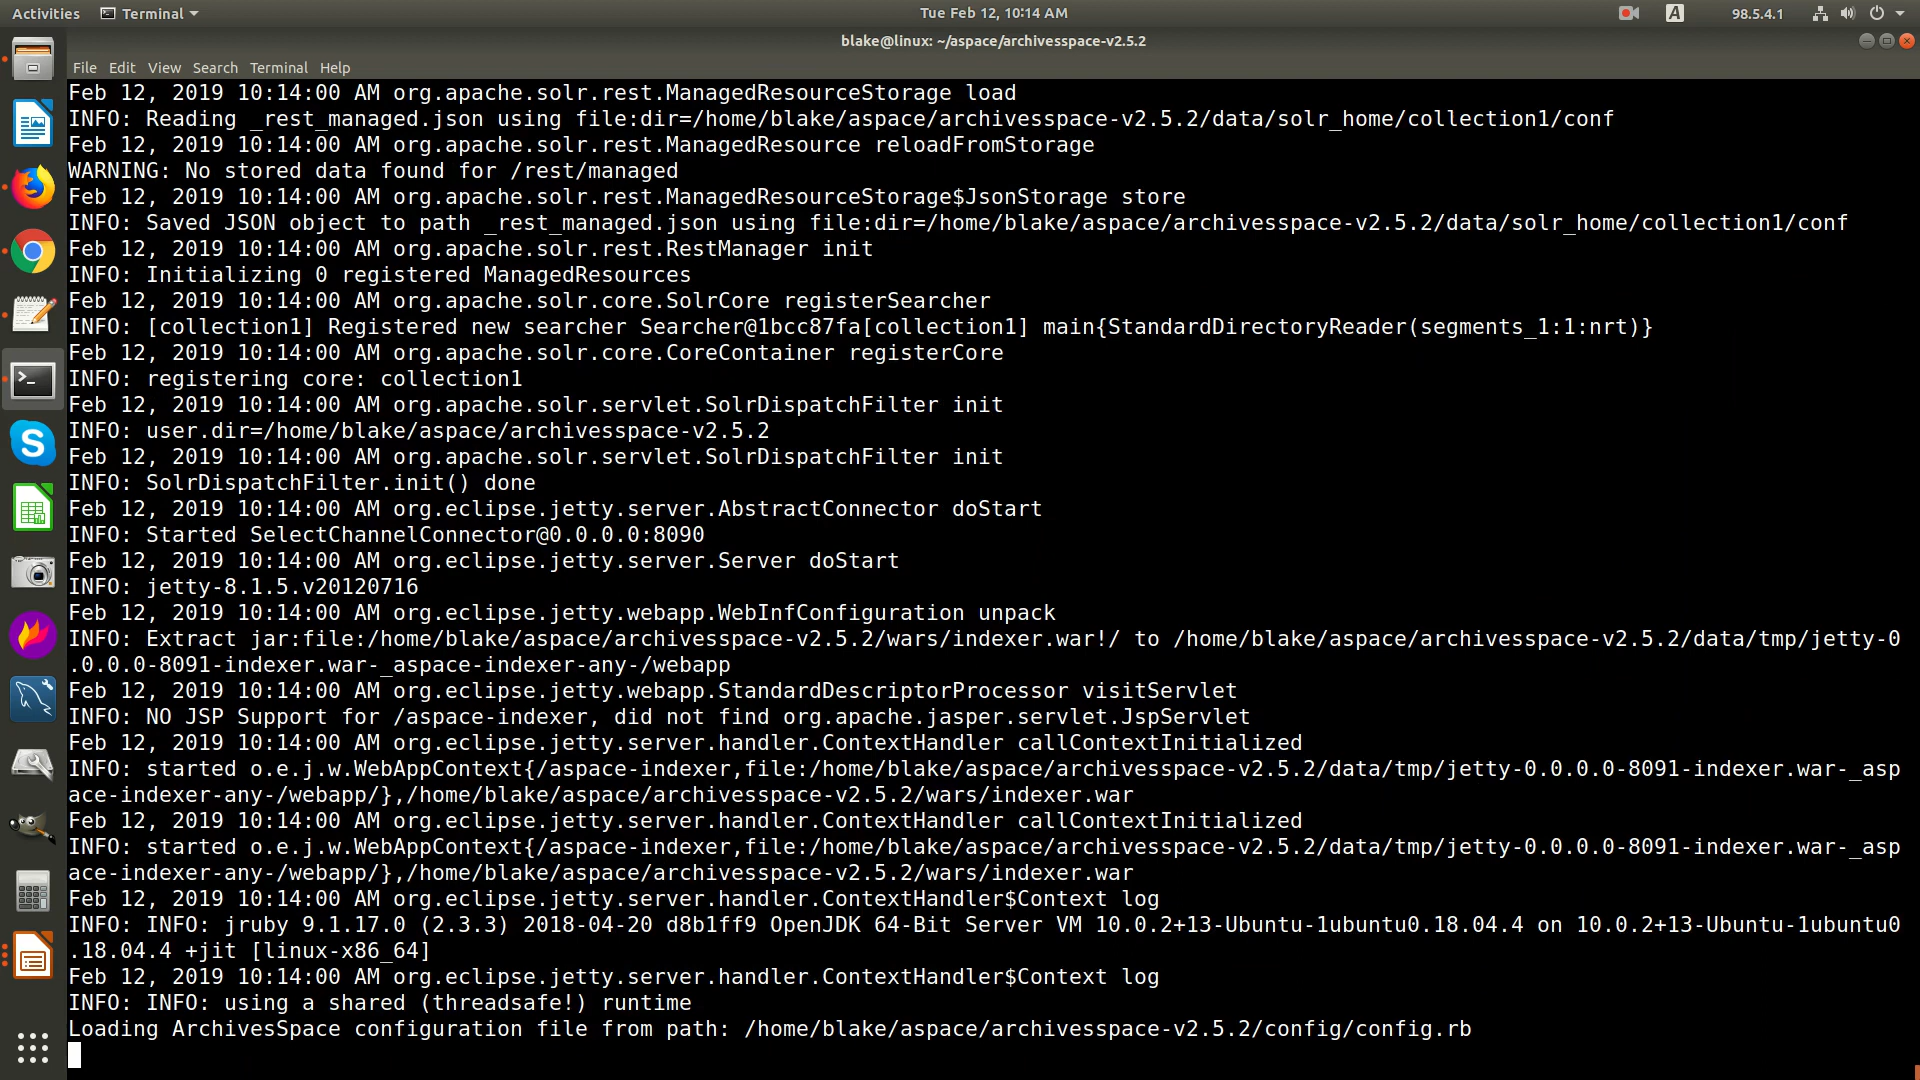 Activities Terminal Tue Feb 12, 10:14 AM A 98.5.4.1
blake@linux: ~/aspace/archivesspace-v2.5.2
File Edit View Search Terminal Help
Feb 12, 2019 10:14:00 AM org.apache.solr.rest.ManagedResourceStorage load
INFO: Reading _rest_managed.json using file:dir=/home/blake/aspace/archivesspace-v2.5.2/data/solr_home/collection1/conf
Feb 12, 2019 10:14:00 AM org.apache.solr.rest.ManagedResource reloadFromStorage
WARNING: No stored data found for /rest/managed
Feb 12, 2019 10:14:00 AM org.apache.solr.rest.ManagedResourceStorage$JsonStorage store
INFO: Saved JSON object to path _rest_managed.json using file:dir=/home/blake/aspace/archivesspace-v2.5.2/data/solr_home/collection1/conf
Feb 12, 2019 10:14:00 AM org.apache.solr.rest.RestManager init
INFO: Initializing 0 registered ManagedResources
Feb 12, 2019 10:14:00 AM org.apache.solr.core.SolrCore registerSearcher
INFO: [collection1] Registered new searcher Searcher@1bcc87fa[collection1] main{StandardDirectoryReader(segments_1:1:nrt)}
Feb 12, 2019 10:14:00 AM org.apache.solr.core.CoreContainer registerCore
INFO: registering core: collection1
Feb 12, 2019 10:14:00 AM org.apache.solr.servlet.SolrDispatchFilter init
INFO: user.dir=/home/blake/aspace/archivesspace-v2.5.2
Feb 12, 2019 10:14:00 AM org.apache.solr.servlet.SolrDispatchFilter init
INFO: SolrDispatchFilter.init() done
Feb 12, 2019 10:14:00 AM org.eclipse.jetty.server.AbstractConnector doStart
INFO: Started SelectChannelConnector@0.0.0.0:8090
Feb 12, 2019 10:14:00 AM org.eclipse.jetty.server.Server doStart
INFO: jetty-8.1.5.v20120716
Feb 12, 2019 10:14:00 AM org.eclipse.jetty.webapp.WebInfConfiguration unpack
INFO: Extract jar:file:/home/blake/aspace/archivesspace-v2.5.2/wars/indexer.war!/ to /home/blake/aspace/archivesspace-v2.5.2/data/tmp/jetty-0
.0.0.0-8091-indexer.war-_aspace-indexer-any-/webapp
Feb 12, 2019 10:14:00 AM org.eclipse.jetty.webapp.StandardDescriptorProcessor visitServlet
INFO: NO JSP Support for /aspace-indexer, did not find org.apache.jasper.servlet.JspServlet
Feb 12, 2019 10:14:00 AM org.eclipse.jetty.server.handler.ContextHandler callContextInitialized
INFO: started o.e.j.w.WebAppContext{/aspace-indexer,file:/home/blake/aspace/archivesspace-v2.5.2/data/tmp/jetty-0.0.0.0-8091-indexer.war-_asp
ace-indexer-any-/webapp/},/home/blake/aspace/archivesspace-v2.5.2/wars/indexer.war
Feb 12, 2019 10:14:00 AM org.eclipse.jetty.server.handler.ContextHandler callContextInitialized
INFO: started o.e.j.w.WebAppContext{/aspace-indexer,file:/home/blake/aspace/archivesspace-v2.5.2/data/tmp/jetty-0.0.0.0-8091-indexer.war-_asp
ace-indexer-any-/webapp/},/home/blake/aspace/archivesspace-v2.5.2/wars/indexer.war
Feb 12, 2019 10:14:00 AM org.eclipse.jetty.server.handler.ContextHandler$Context log
INFO: INFO: jruby 9.1.17.0 (2.3.3) 2018-04-20 d8b1ff9 OpenJDK 64-Bit Server VM 10.0.2+13-Ubuntu-1ubuntu0.18.04.4 on 10.0.2+13-Ubuntu-1ubuntu0
.18.04.4 +jit [linux-x86_64]
Feb 12, 2019 10:14:00 AM org.eclipse.jetty.server.handler.ContextHandler$Context log
INFO: INFO: using a shared (threadsafe!) runtime
Loading ArchivesSpace configuration file from path: /home/blake/aspace/archivesspace-v2.5.2/config/config.rb